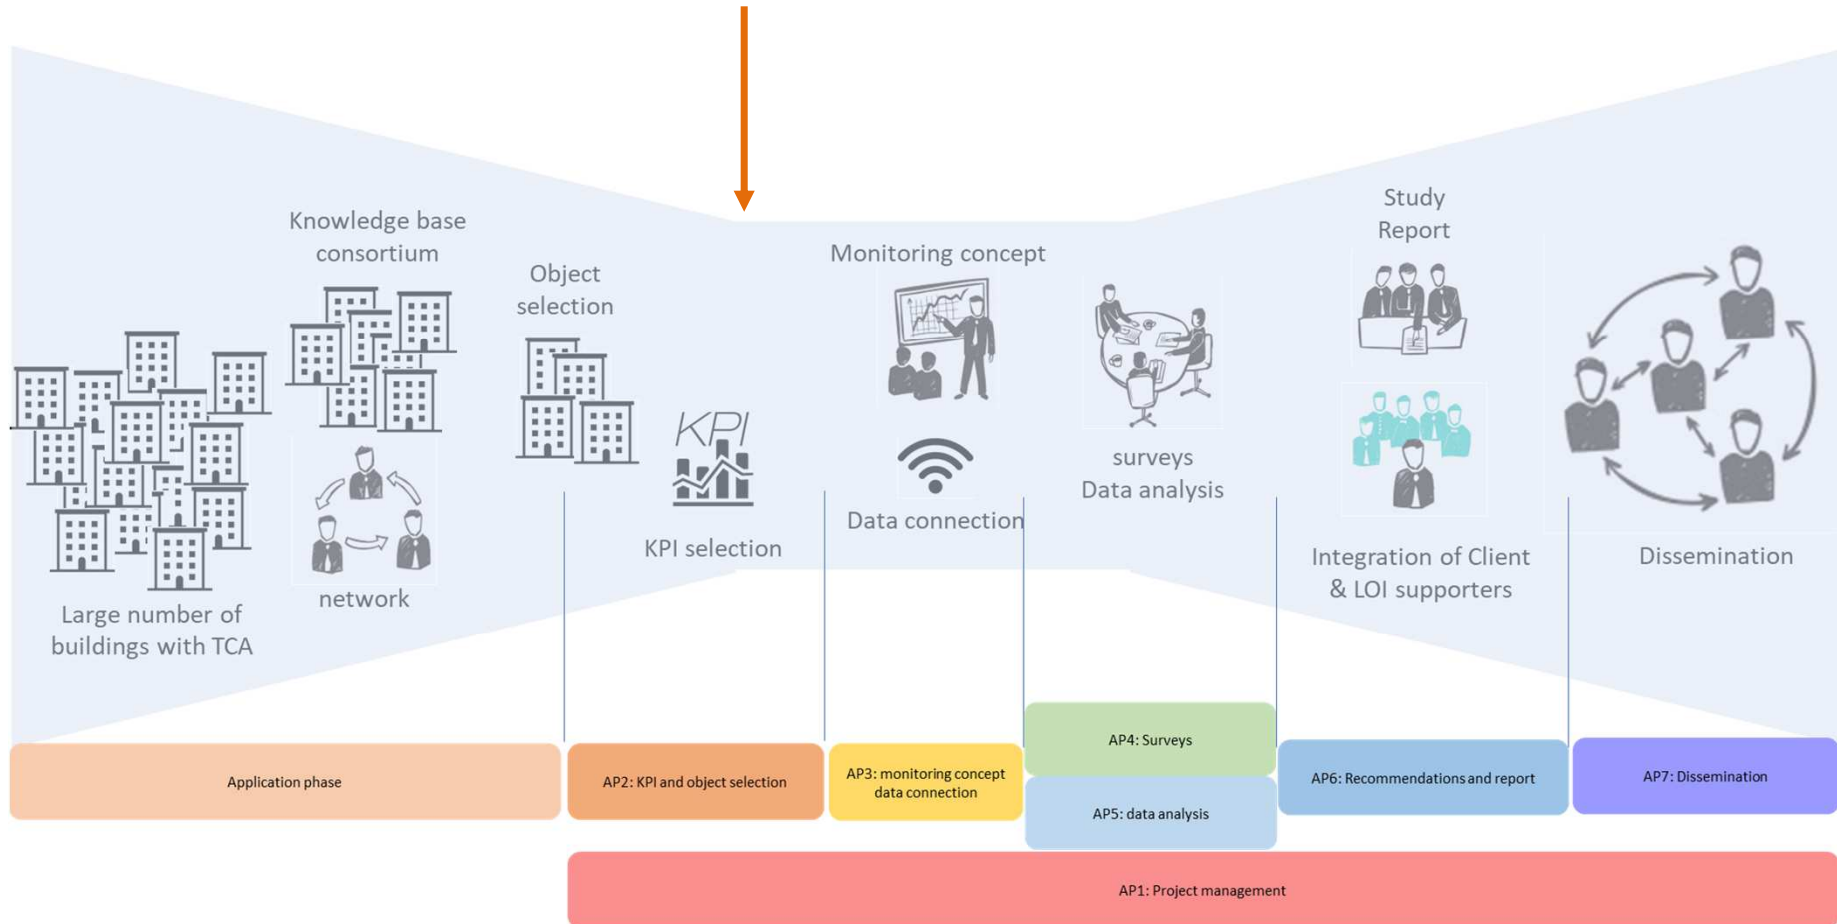 Knowledge base
consortium
Large number of
buildings with TCA
network
Object
selection
KPI
KPI selection
Monitoring concept
Data connection
surveys
Data analysis
Study
Report
Integration of Client
& LOI supporters
Dissemination
Application phase
AP2: KPI and object selection
AP3: monitoring concept
data connection
AP4: Surveys
AP5: data analysis
AP6: Recommendations and report
AP7: Dissemination
AP1: Project management